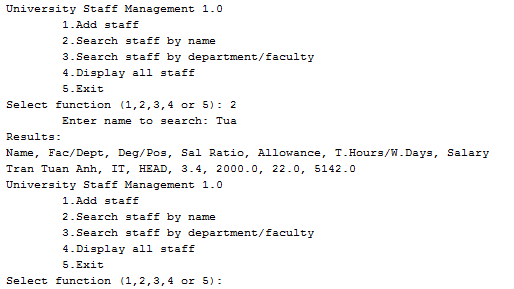 University Staff Management 1.0
1.Add staff
2.Search staff by name
3.Search staff by department/faculty
4.Display all staff
5.Exit
Select function (1,2,3,4 or 5): 2
Enter name to search: Tua
Results:
Name, Fac/Dept, Deg/Pos, Sal Ratio, Allowance, T.Hours/W.Days, Salary
Tran Tuan Anh, IT, HEAD, 3.4, 2000.0, 22.0, 5142.0
University Staff Management 1.0
1.Add staff
2.Search staff by name
3.Search staff by department/faculty
4.Display all staff
5.Exit
Select function (1,2,3,4 or 5):